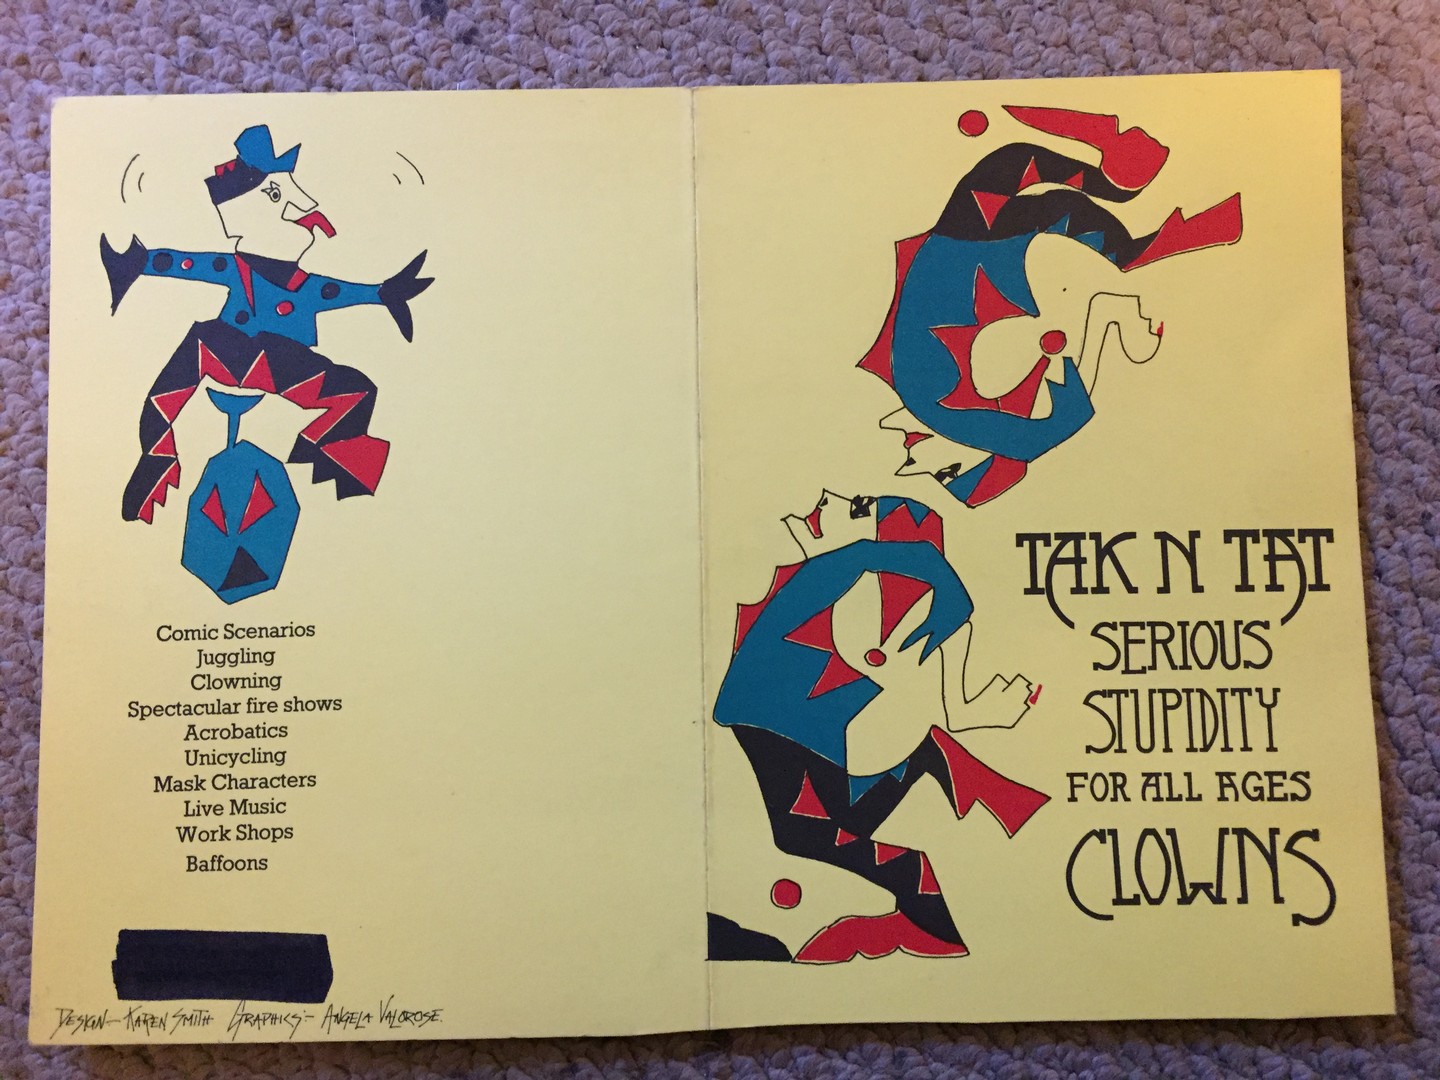 Comic Scenarios
Juggling
Clowning
Spectacular fire shows
Acrobatics
Unicycling
Mask Characters
Live Music
Work Shops
Baffoons
DESIGN- KAREN SMITH GRAPHICS:- ANGELA VALOROSE.
TAK N TAT
SERIOUS
STUPIDITY
FOR ALL AGES
CLOWNS